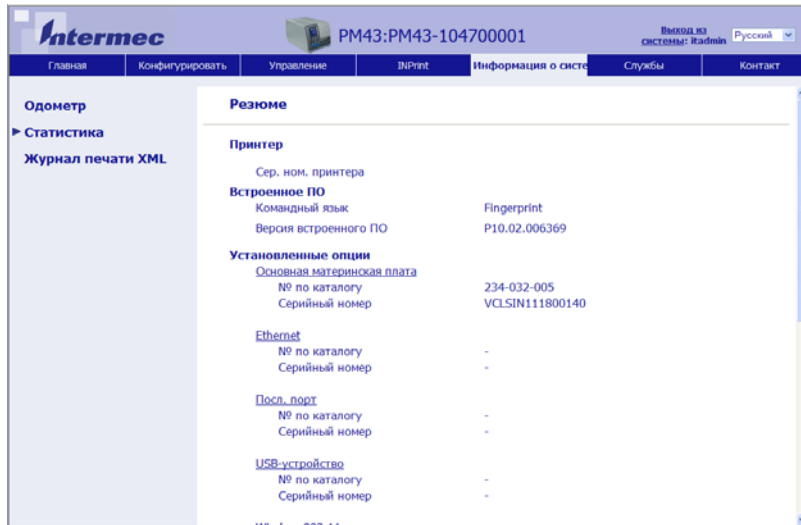 Intermec
PM43:PM43-104700001
Выход из
системы: itadmin
Русский
Главная Конфигурировать Управление INPrint Информация о систе Службы Контакт
Одометр
Статистика
Журнал печати XML
Резюме
Принтер
Сер. ном. принтера
Встроенное ПО
Командный язык Fingerprint
Версия встроенного ПО P10.02.006369
Установленные опции
Основная материнская плата
№ по каталогу 234-032-005
Серийный номер VCLSIN111800140
Ethernet
№ по каталогу -
Серийный номер -
Посл. порт
№ по каталогу -
Серийный номер -
USB-устройство
№ по каталогу -
Серийный номер -